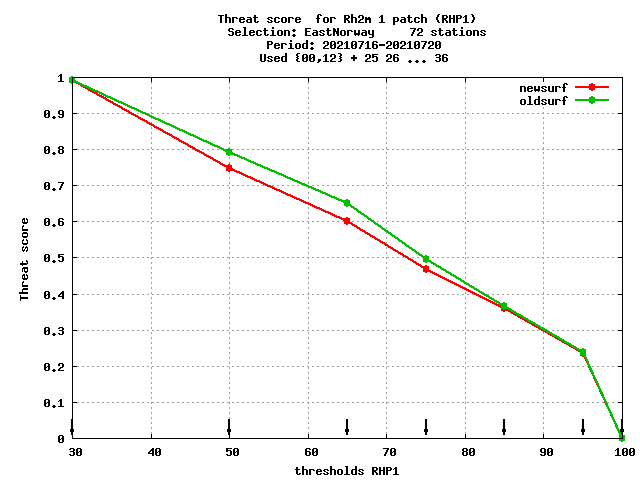 Threat score  for Rh2m 1 patch (RHP1)
Selection: EastNorway     72 stations
Period: 20210716-20210720
Used {00,12} + 25 26 ... 36
newsurf
oldsurf
1
0.9
0.8
0.7
0.6
0.5
0.4
0.3
0.2
0.1
0
Threat score
30 40 50 60 70 80 90 100
thresholds RHP1